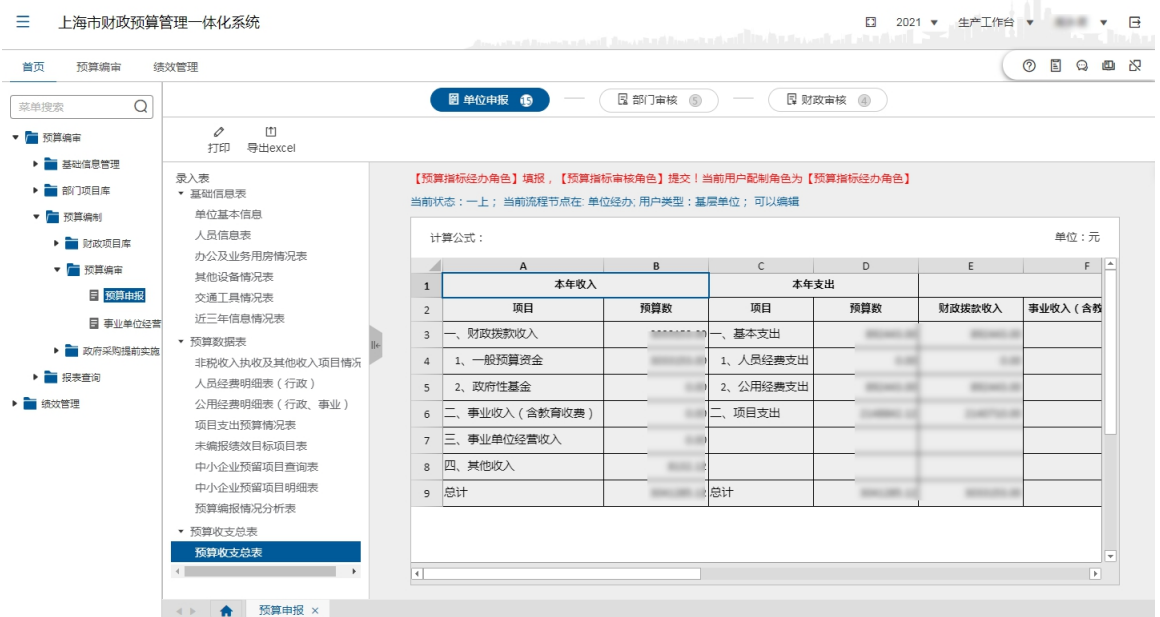 上海市财政预算管理一体化系统
2021 生产工作台
首页 预算编审 绩效管理
菜单搜索
预算编审
基础信息管理
部门项目库
预算编制
财政项目库
预算编审
预算申报
事业单位经营
政府采购提前实施
报表查询
绩效管理
单位申报 15 部门审核 5 财政审核 4
打印 导出excel
录入表
基础信息表
单位基本信息
人员信息表
办公及业务用房情况表
其他设备情况表
交通工具情况表
近三年信息情况表
预算数据表
非税收入执收及其他收入项目情况
人员经费明细表（行政）
公用经费明细表（行政、事业）
项目支出预算情况表
未编报绩效目标项目表
中小企业预留项目查询表
中小企业预留项目明细表
预算编报情况分析表
预算收支总表
预算收支总表
【预算指标经办角色】填报，【预算指标审核角色】提交！当前用户配制角色为【预算指标经办角色】
当前状态：一上； 当前流程节点在: 单位经办; 用户类型：基层单位； 可以编辑
计算公式： 单位：元
A B C D E F
1 本年收入 本年支出
2 项目 预算数 项目 预算数 财政拨款收入 事业收入（含教
3 一、财政拨款收入 一、基本支出
4 1、一般预算资金 1、人员经费支出
5 2、政府性基金 2、公用经费支出
6 二、事业收入（含教育收费） 二、项目支出
7 三、事业单位经营收入
8 四、其他收入
9 总计 总计
预算申报 ×